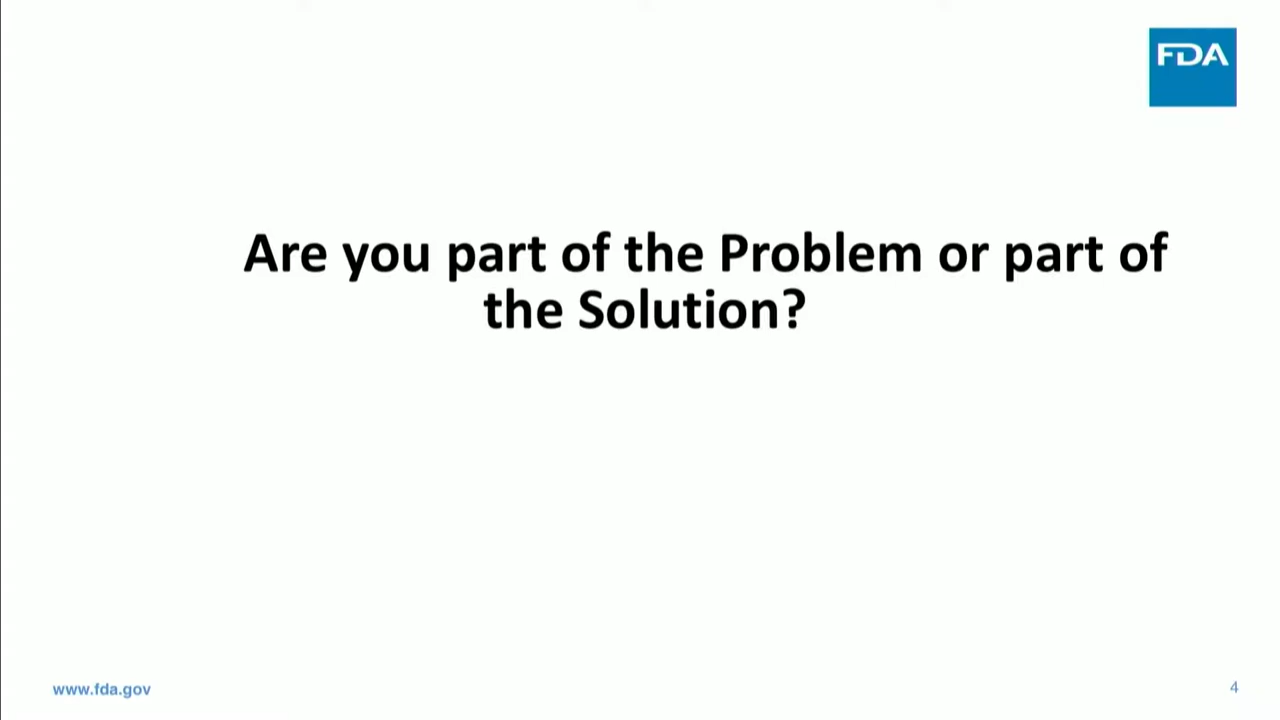 FDA
Are you part of the Problem or part of
the Solution?
www.fda.gov
4